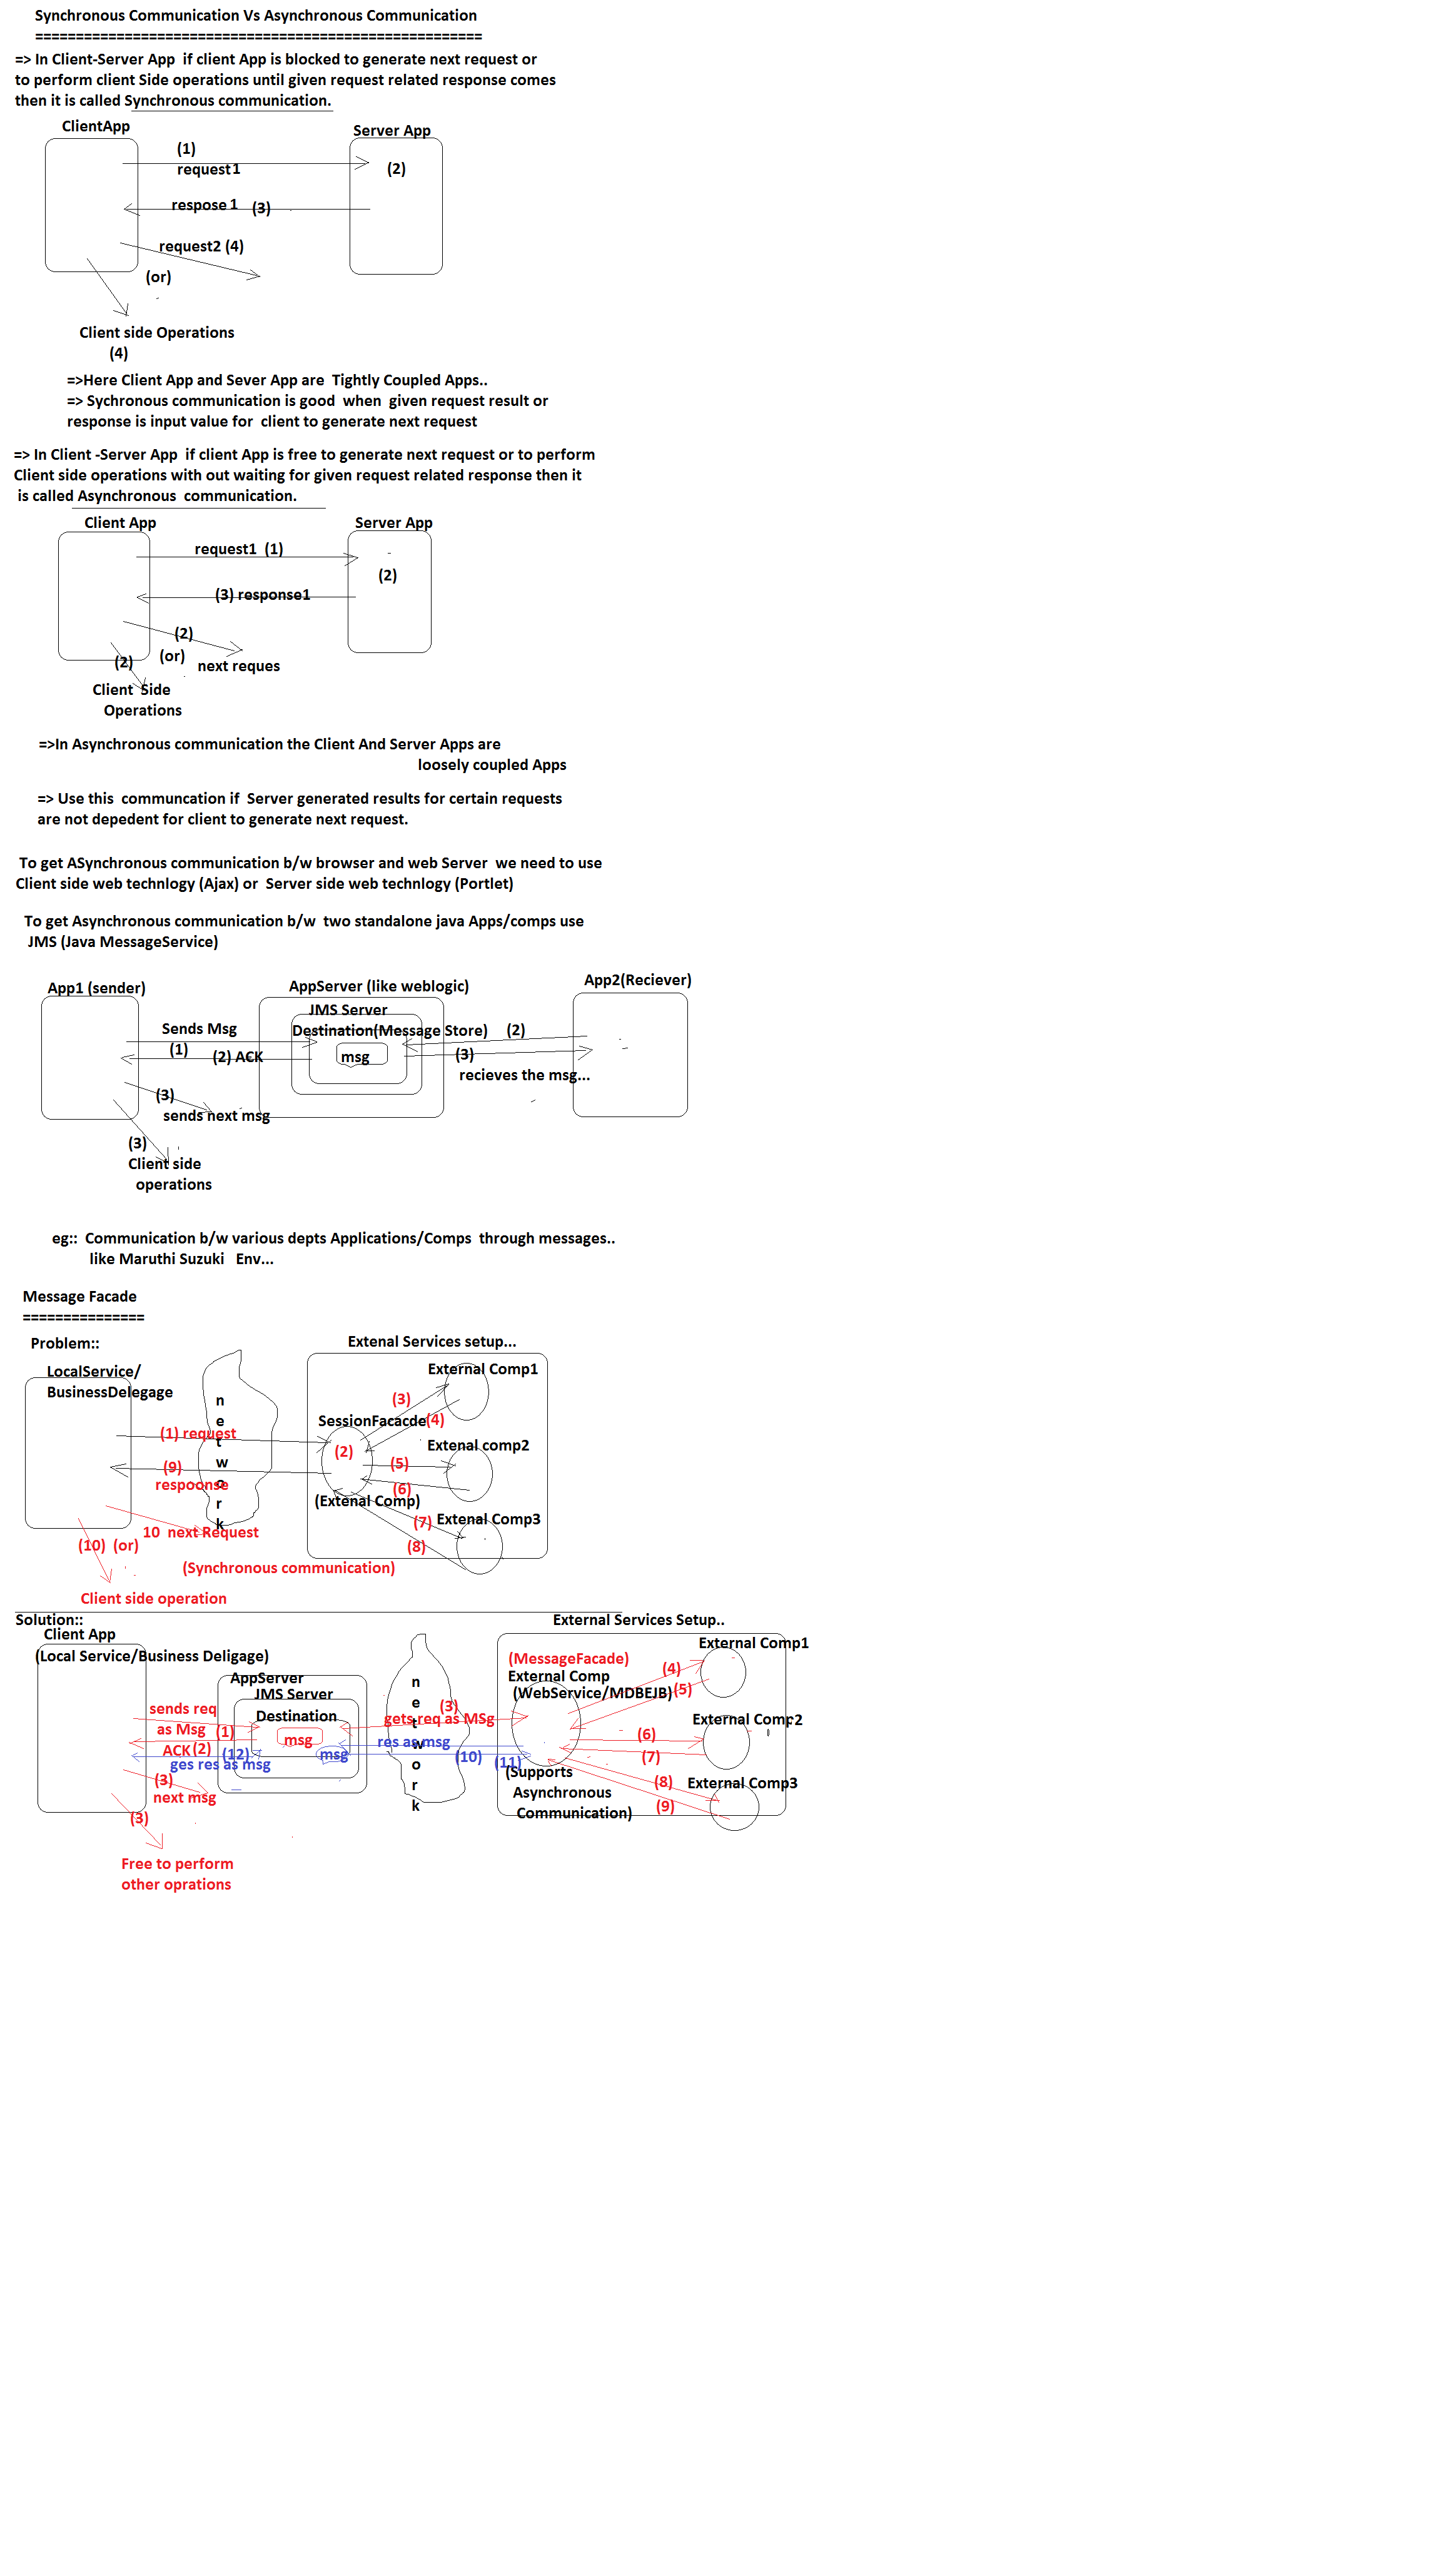 Synchronous Communication Vs Asynchronous Communication
=======================================================
=> In Client-Server App  if client App is blocked to generate next request or
to perform client Side operations until given request related response comes
then it is called Synchronous communication.
ClientApp
Server App
(1)
request1
(2)
respose 1 (3)
request2 (4)
(or)
Client side Operations
(4)
=>Here Client App and Sever App are  Tightly Coupled Apps..
=> Sychronous communication is good  when  given request result or
response is input value for  client to generate next request
=> In Client -Server App  if client App is free to generate next request or to perform
Client side operations with out waiting for given request related response then it
is called Asynchronous  communication.
Client App
Server App
request1  (1)
(2)
(3) response1
(2)
(or)
(2)
next reques
Client  Side
Operations
=>In Asynchronous communication the Client And Server Apps are
loosely coupled Apps
=> Use this  communcation if  Server generated results for certain requests
are not depedent for client to generate next request.
To get ASynchronous communication b/w browser and web Server  we need to use
Client side web technlogy (Ajax) or  Server side web technlogy (Portlet)
To get Asynchronous communication b/w  two standalone java Apps/comps use
JMS (Java MessageService)
App1 (sender)
AppServer (like weblogic)
App2(Reciever)
JMS Server
Sends Msg
Destination(Message Store)
(2)
(1)
(2) ACK
msg
(3)
recieves the msg...
(3)
sends next msg
(3)
Client side
operations
eg::  Communication b/w various depts Applications/Comps  through messages..
like Maruthi Suzuki   Env...
Message Facade
===============
Problem::
Extenal Services setup...
LocalService/
BusinessDelegage
External Comp1
n
e
t
w
o
r
k
(3)
SessionFacacde
(4)
(1) request
(2)
Extenal comp2
(9)
respoonse
(5)
(6)
(Extenal Comp)
(7)
Extenal Comp3
10  next Request
(10)  (or)
(8)
(Synchronous communication)
Client side operation
Solution::
External Services Setup..
Client App
(Local Service/Business Deligage)
External Comp1
(MessageFacade)
External Comp
(WebService/MDBEJB)
(4)
(5)
AppServer
JMS Server
Destination
n
e
t
w
o
r
k
sends req
as Msg
(1)
msg
(3)
gets req as MSg
External Comp2
ACK (2)
(12)
ges res as msg
msg
res as msg
(10)
(11)
(6)
(7)
(3)
next msg
(Supports
Asynchronous
Communication)
(8)
External Comp3
(9)
(3)
Free to perform
other oprations